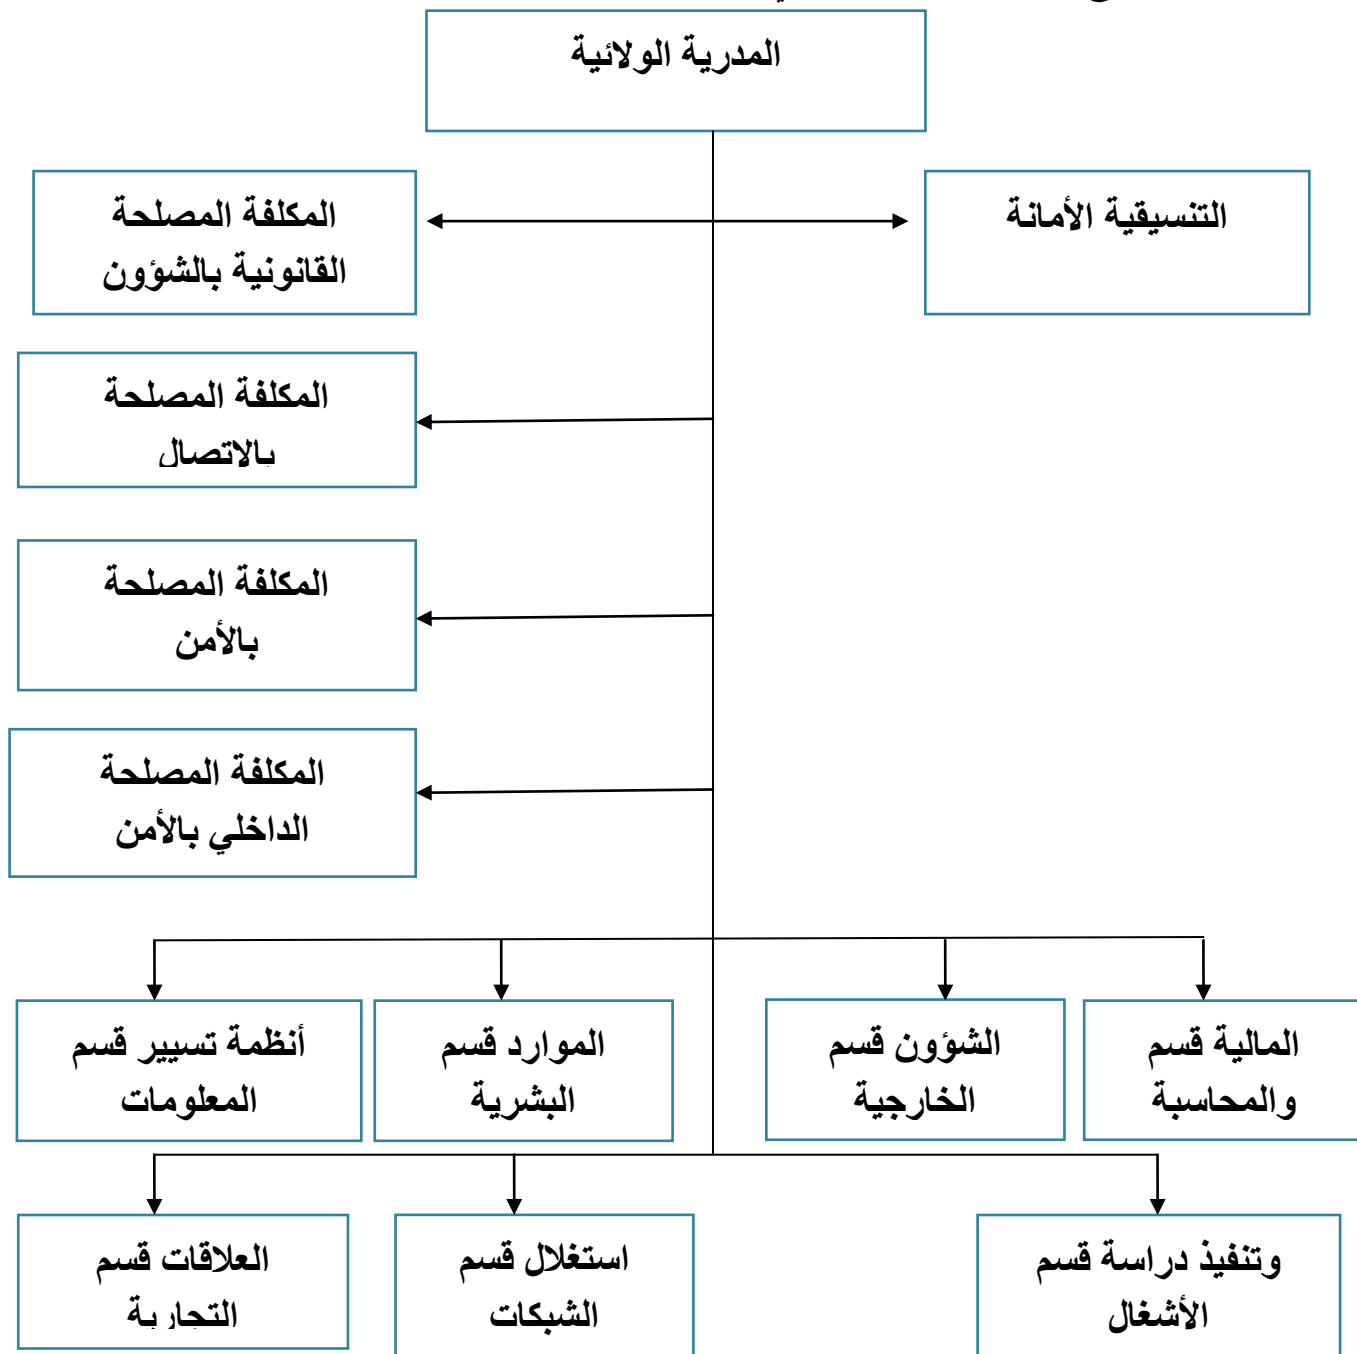 المدرية الولائية
التنسيقية الأمانة
المكلفة المصلحة
القانونية بالشؤون
المكلفة المصلحة
بالاتصال
المكلفة المصلحة
بالأمن
المكلفة المصلحة
الداخلي بالأمن
المالية قسم
والمحاسبة
الشؤون قسم
الخارجية
الموارد قسم
البشرية
أنظمة تسيير قسم
المعلومات
وتنفيذ دراسة قسم
الأشغال
استغلال قسم
الشبكات
العلاقات قسم
التجارية